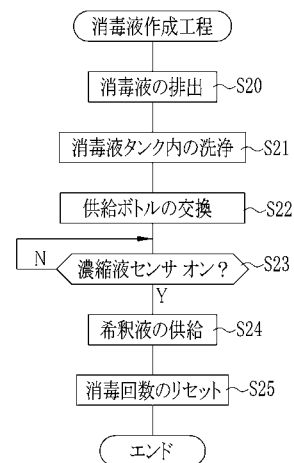 消毒液作成工程
消毒液の排出 S20
消毒液タンク内の洗浄 S21
供給ボトルの交換 S22
N
濃縮液センサ オン? S23
Y
希釈液の供給 S24
消毒回数のリセット S25
エンド